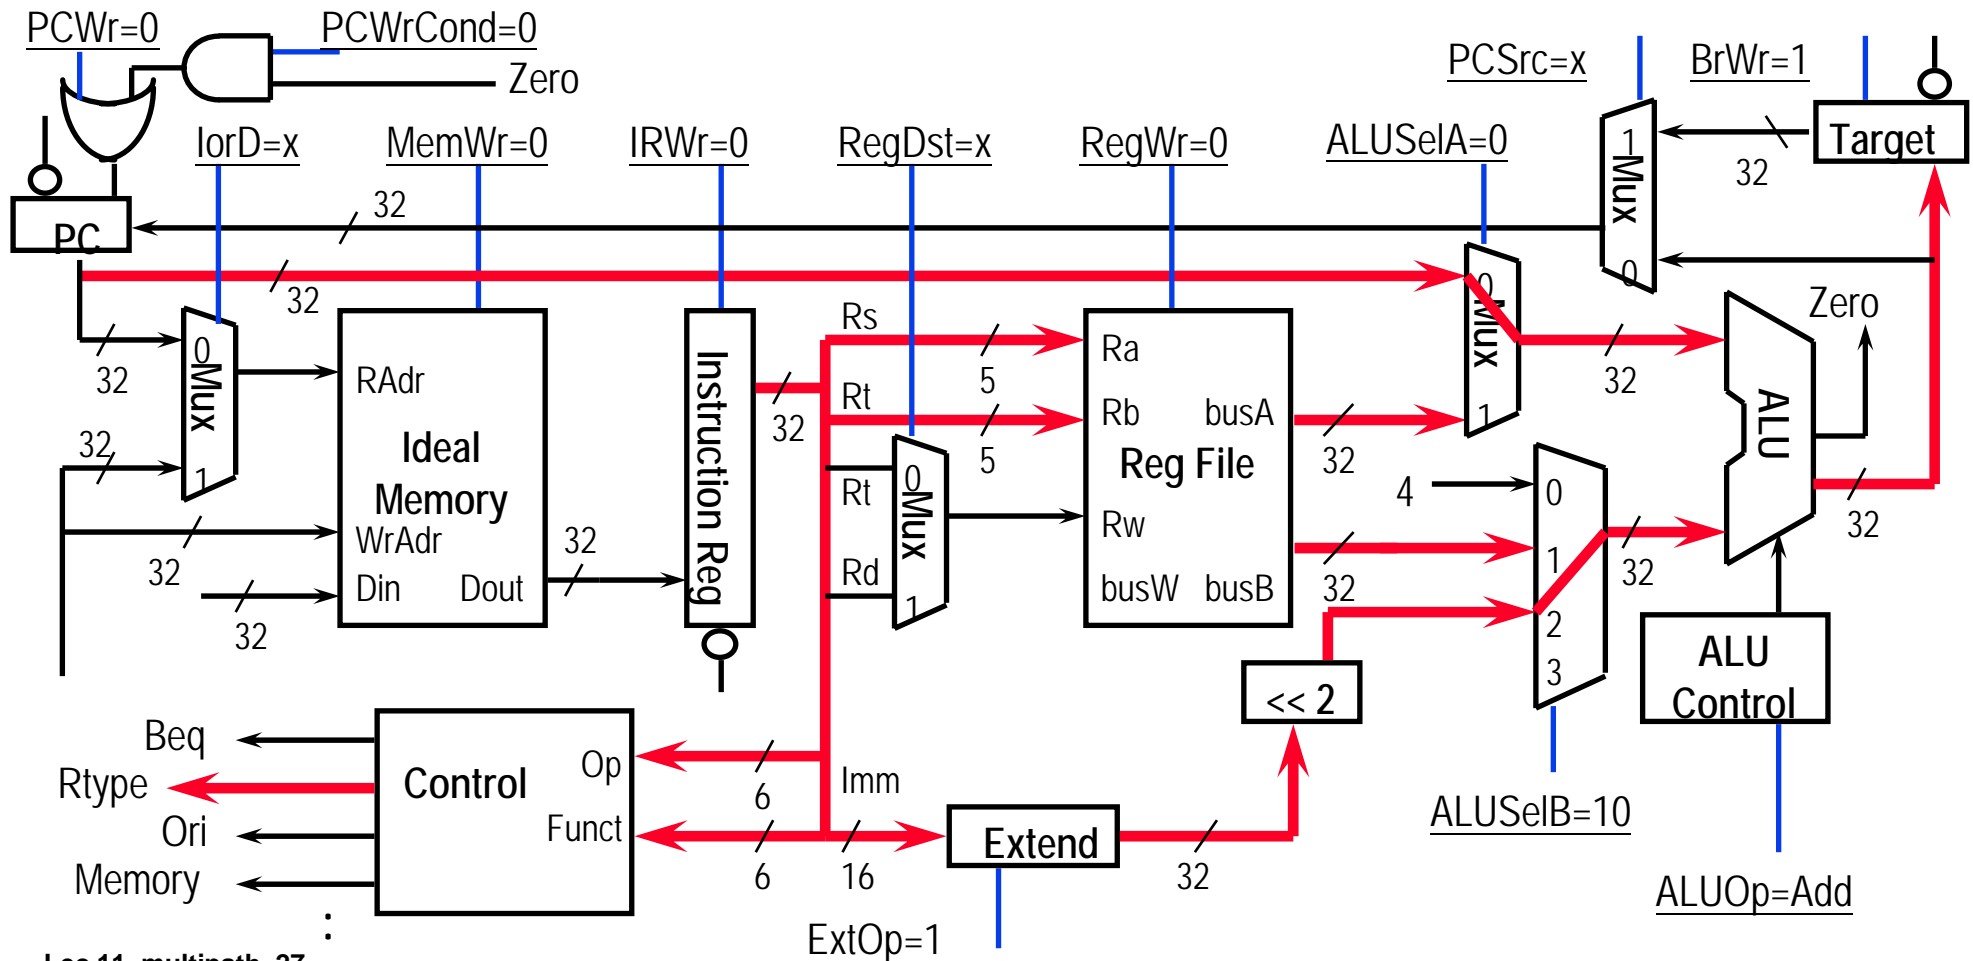 PCWr=0
PCWrCond=0
Zero
PCSrc=x
BrWr=1
IorD=x
MemWr=0
IRWr=0
RegDst=x
RegWr=0
ALUSelA=0
1
Mux
0
32
Target
PC
32
32
32
0
Mux
1
32
32
32
RAdr
Ideal
Memory
WrAdr
Din
Dout
32
Instruction Reg
32
Rs
5
Rt
5
Rt
Rd
0
Mux
1
Ra
Rb
busA
Reg File
Rw
busW
busB
32
32
0
Mux
1
32
4
0
1
2
3
32
ALU
Zero
32
<< 2
ALU
Control
Beq
Rtype
Ori
Memory
:
Control
Op
Funct
6
6
Imm
16
Extend
32
ExtOp=1
ALUSelB=10
ALUOp=Add